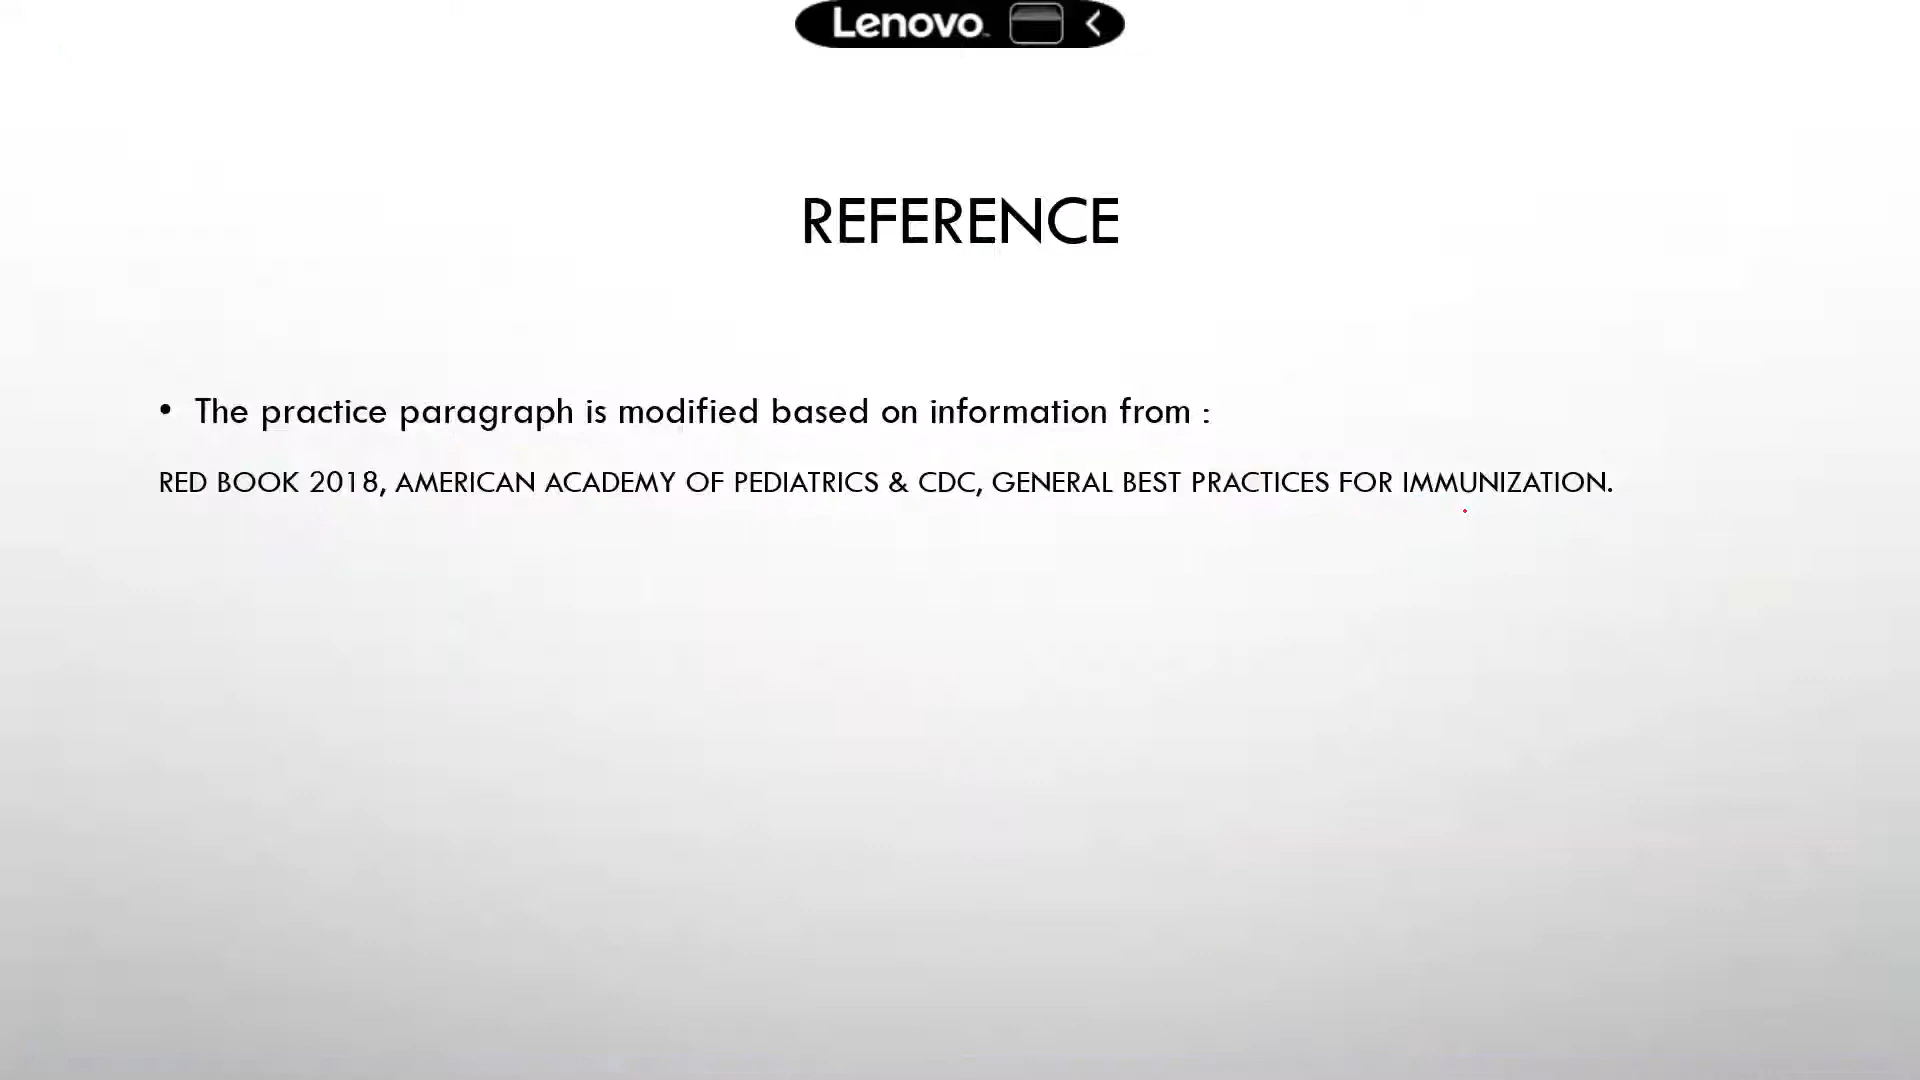 Lenovo
REFERENCE
• The practice paragraph is modified based on information from :
RED BOOK 2018, AMERICAN ACADEMY OF PEDIATRICS & CDC, GENERAL BEST PRACTICES FOR IMMUNIZATION.